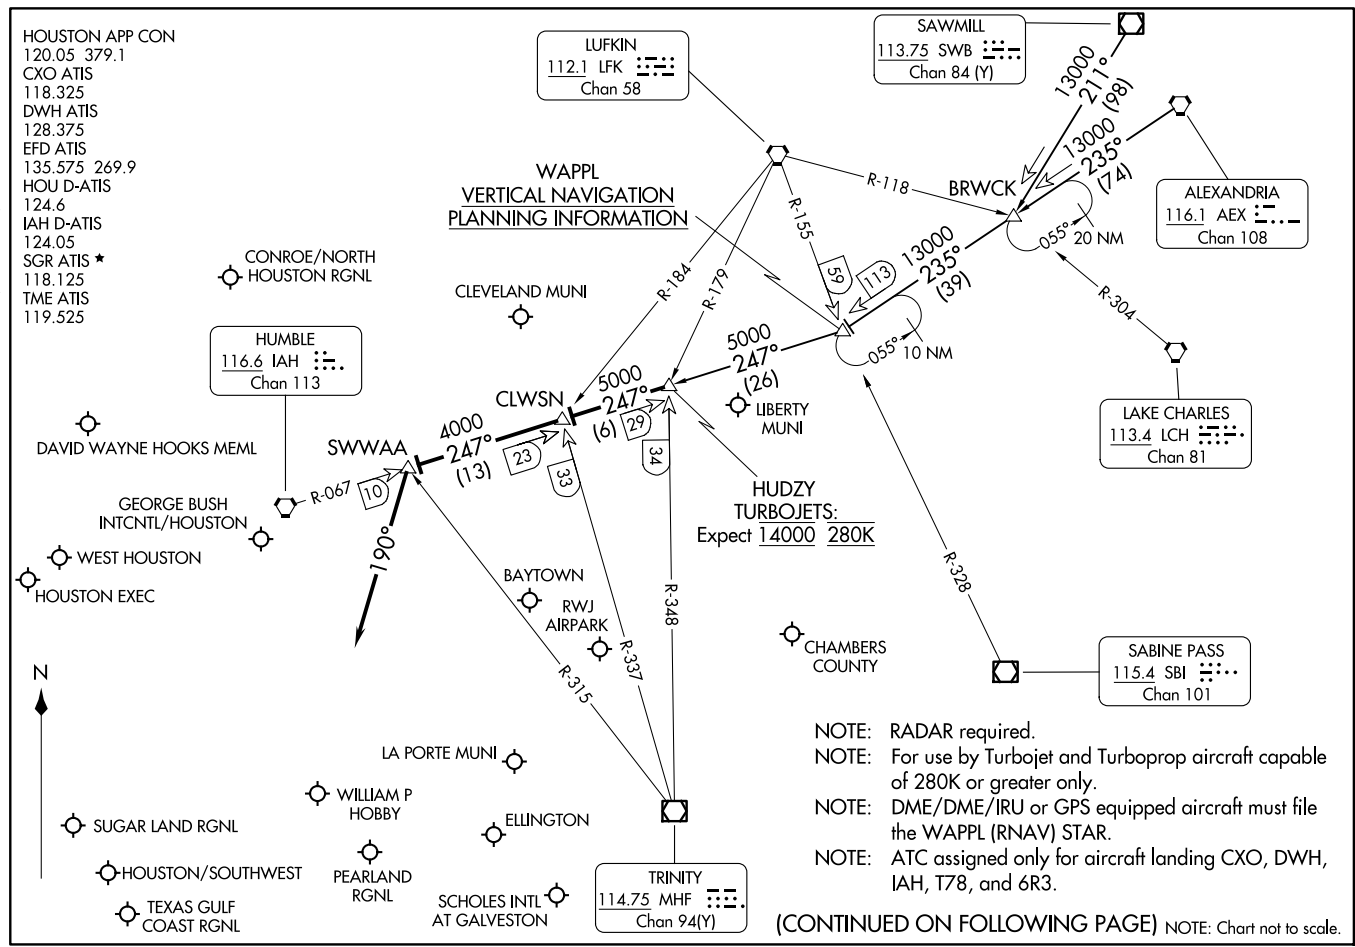 HOUSTON APP CON
120.05 379.1
CXO ATIS
118.325
DWH ATIS
128.375
EFD ATIS
135.575 269.9
HOU D-ATIS
124.6
IAH D-ATIS
124.05
SGR ATIS ★
118.125
TME ATIS
119.525
LUFKIN
112.1 LFK
Chan 58
SAWMILL
113.75 SWB
Chan 84 (Y)
13000
211°
(98)
13000
235°
(74)
ALEXANDRIA
116.1 AEX
Chan 108
BRWCK
055°
20 NM
R-118
R-155
59
113
WAPPL
VERTICAL NAVIGATION
PLANNING INFORMATION
13000
235°
(39)
R-304
LAKE CHARLES
113.4 LCH
Chan 81
055°
10 NM
R-184
R-179
CONROE/NORTH
HOUSTON RGNL
CLEVELAND MUNI
HUMBLE
116.6 IAH
Chan 113
5000
247°
(26)
LIBERTY
MUNI
CLWSN
5000
247°
(6)
29
34
DAVID WAYNE HOOKS MEML
SWWAA
4000
247°
(13)
23
33
R-067
10
190°
HUDZY
TURBOJETS:
Expect 14000 280K
GEORGE BUSH
INTCNTL/HOUSTON
WEST HOUSTON
HOUSTON EXEC
BAYTOWN
RWJ
AIRPARK
R-348
R-337
R-315
R-328
CHAMBERS
COUNTY
SABINE PASS
115.4 SBI
Chan 101
N
LA PORTE MUNI
WILLIAM P
HOBBY
SUGAR LAND RGNL
ELLINGTON
HOUSTON/SOUTHWEST
PEARLAND
RGNL
TEXAS GULF
COAST RGNL
SCHOLES INTL
AT GALVESTON
TRINITY
114.75 MHF
Chan 94(Y)
NOTE: RADAR required.
NOTE: For use by Turbojet and Turboprop aircraft capable
of 280K or greater only.
NOTE: DME/DME/IRU or GPS equipped aircraft must file
the WAPPL (RNAV) STAR.
NOTE: ATC assigned only for aircraft landing CXO, DWH,
IAH, T78, and 6R3.
(CONTINUED ON FOLLOWING PAGE) NOTE: Chart not to scale.